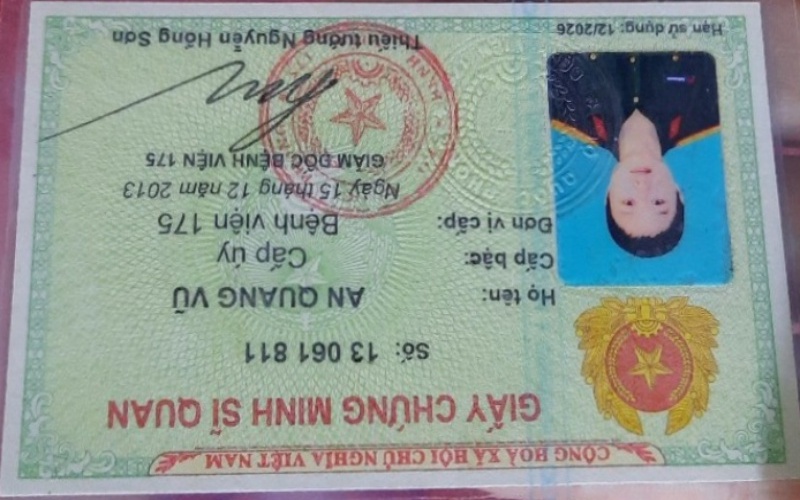 CỘNG HOÀ XÃ HỘI CHỦ NGHĨA VIỆT NAM
GIẤY CHỨNG MINH SĨ QUAN
Số: 13 061 811
Họ tên: AN QUANG VŨ
Cấp bậc: Cấp úy
Đơn vị cấp: Bệnh viện 175
Ngày 15 tháng 12 năm 2013
GIÁM ĐỐC BỆNH VIỆN 175
Thiếu tướng Nguyễn Hồng Sơn
Hạn sử dụng: 12/2026